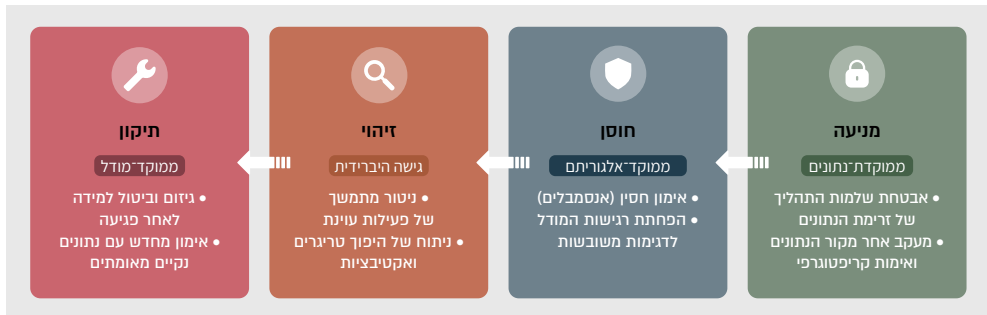 מניעה
ממוקדת־נתונים
• אבטחת שלמות התהליך
של זרימת הנתונים
• מעקב אחר מקור הנתונים
ואימות קריפטוגרפי
חוסן
ממוקד־אלגוריתם
• אימון חסין (אנסמבלים)
• הפחתת רגישות המודל
לדגימות משובשות
זיהוי
גישה היברידית
• ניטור מתמשך
של פעילות עוינת
• ניתוח של היפוך טריגרים
ואקטיבציות
תיקון
ממוקד־מודל
• גיזום וביטול למידה
לאחר פגיעה
• אימון מחדש עם נתונים
נקיים מאומתים